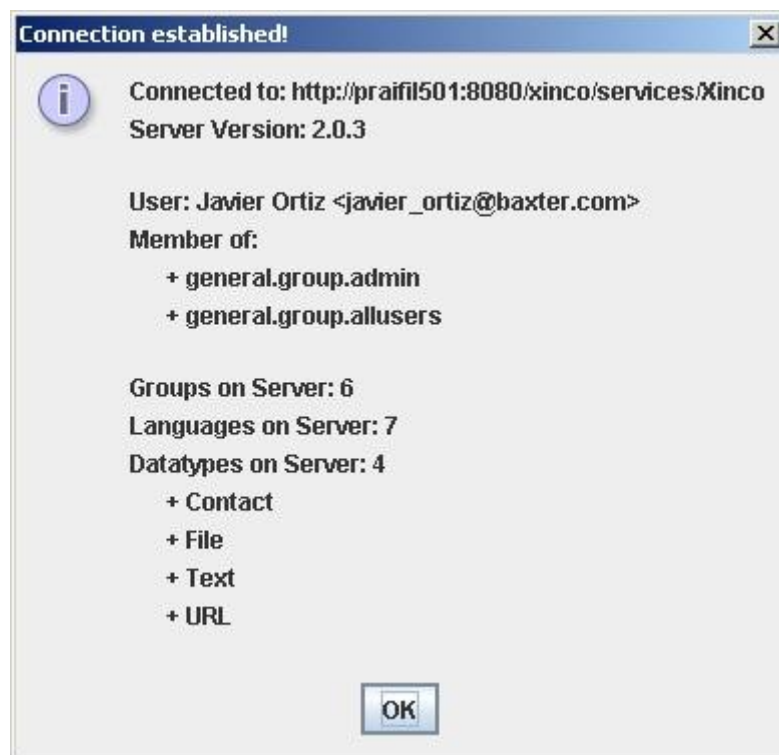 Connection established!
Connected to: http://praifil501:8080/xinco/services/Xinco
Server Version: 2.0.3
User: Javier Ortiz <javier_ortiz@baxter.com>
Member of:
+ general.group.admin
+ general.group.allusers
Groups on Server: 6
Languages on Server: 7
Datatypes on Server: 4
+ Contact
+ File
+ Text
+ URL
OK